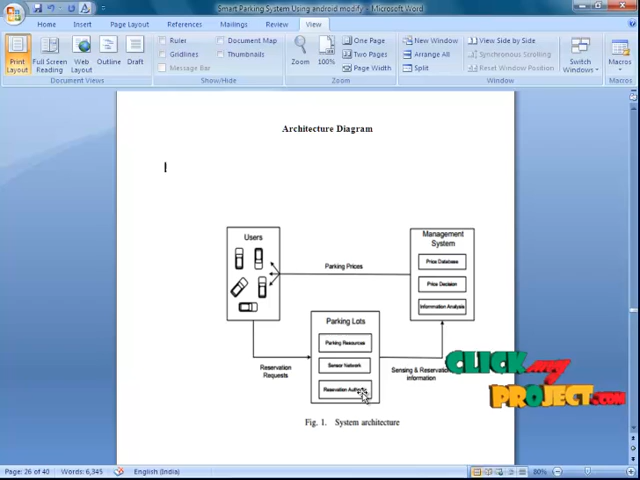 Smart Parking System Using android modify - Microsoft Word
Home Insert Page Layout References Mailings Review View
Print Layout
Full Screen Reading
Web Layout
Outline
Draft
Document Views
Ruler
Gridlines
Message Bar
Document Map
Thumbnails
Show/Hide
Zoom
100%
One Page
Two Pages
Page Width
Zoom
New Window
Arrange All
Split
View Side by Side
Synchronous Scrolling
Reset Window Position
Window
Switch Windows
Macros
Macros
Architecture Diagram
Users
Management System
Price Database
Price Decision
Information Analysis
Parking Prices
Parking Lots
Parking Resources
Sensor Network
Reservation
Reservation Requests
Sensing &
information
CLICK my PROJECT.COM
Fig. 1. System architecture
Page: 26 of 40 Words: 6,345 English (India) 80%